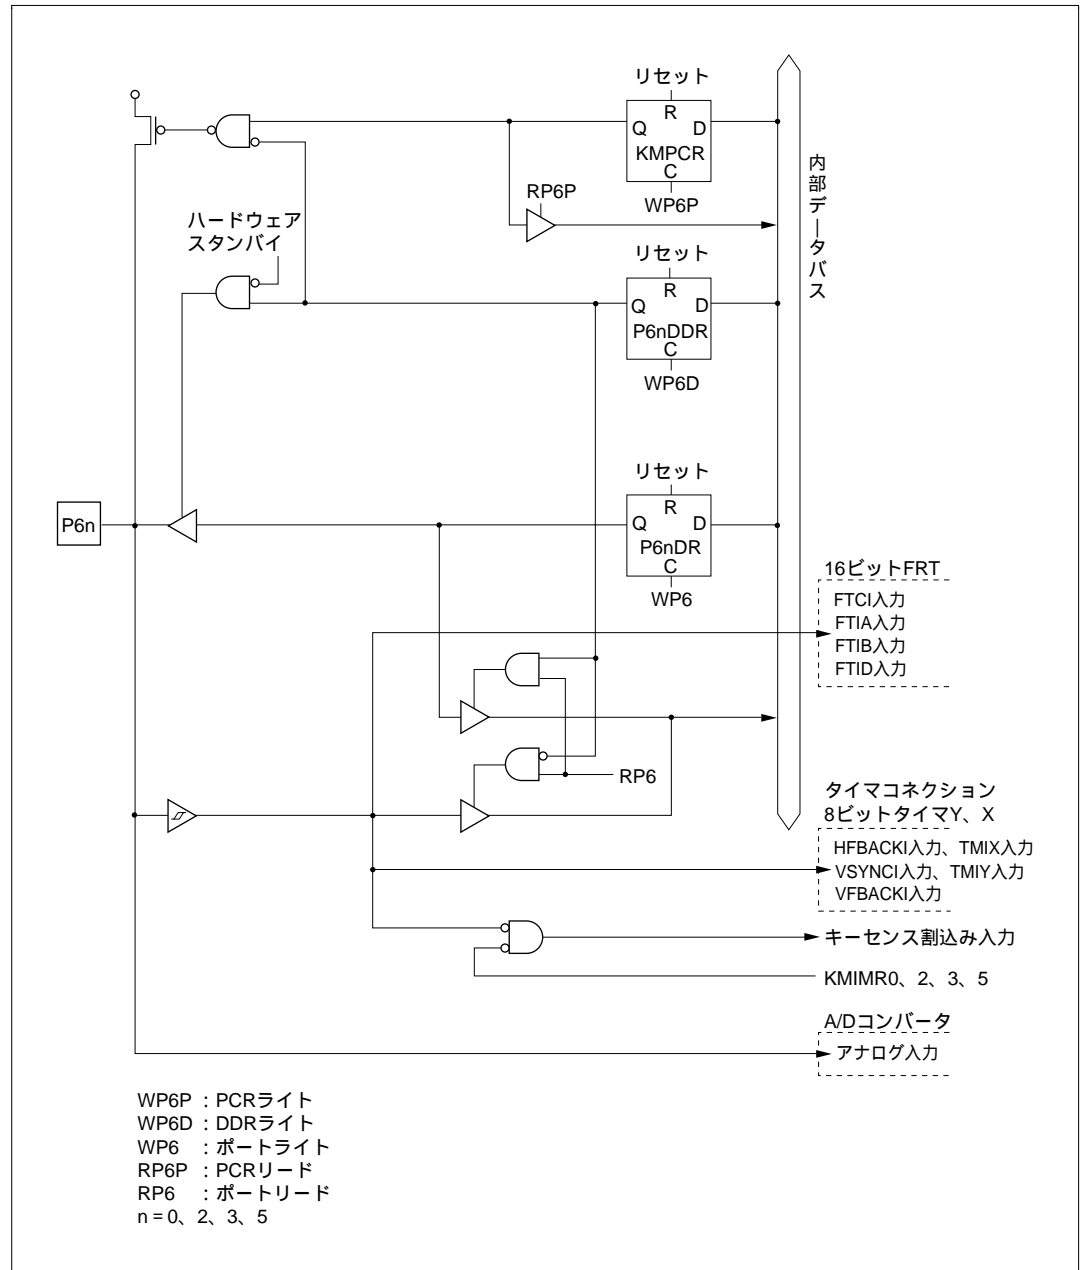 リセット
R
Q D
KMPCR
C
WP6P
RP6P
内部データバス
ハードウェア
スタンバイ
リセット
R
Q D
P6nDDR
C
WP6D
リセット
R
Q D
P6nDR
C
WP6
P6n
16ビットFRT
FTCI入力
FTIA入力
FTIB入力
FTID入力
RP6
タイマコネクション
8ビットタイマY、X
HFBACKI入力、TMIX入力
VSYNCI入力、TMIY入力
VFBACKI入力
キーセンス割込み入力
KMIMR0、2、3、5
A/Dコンバータ
アナログ入力
WP6P : PCRライト
WP6D : DDRライト
WP6 : ポートライト
RP6P : PCRリード
RP6 : ポートリード
n = 0、2、3、5